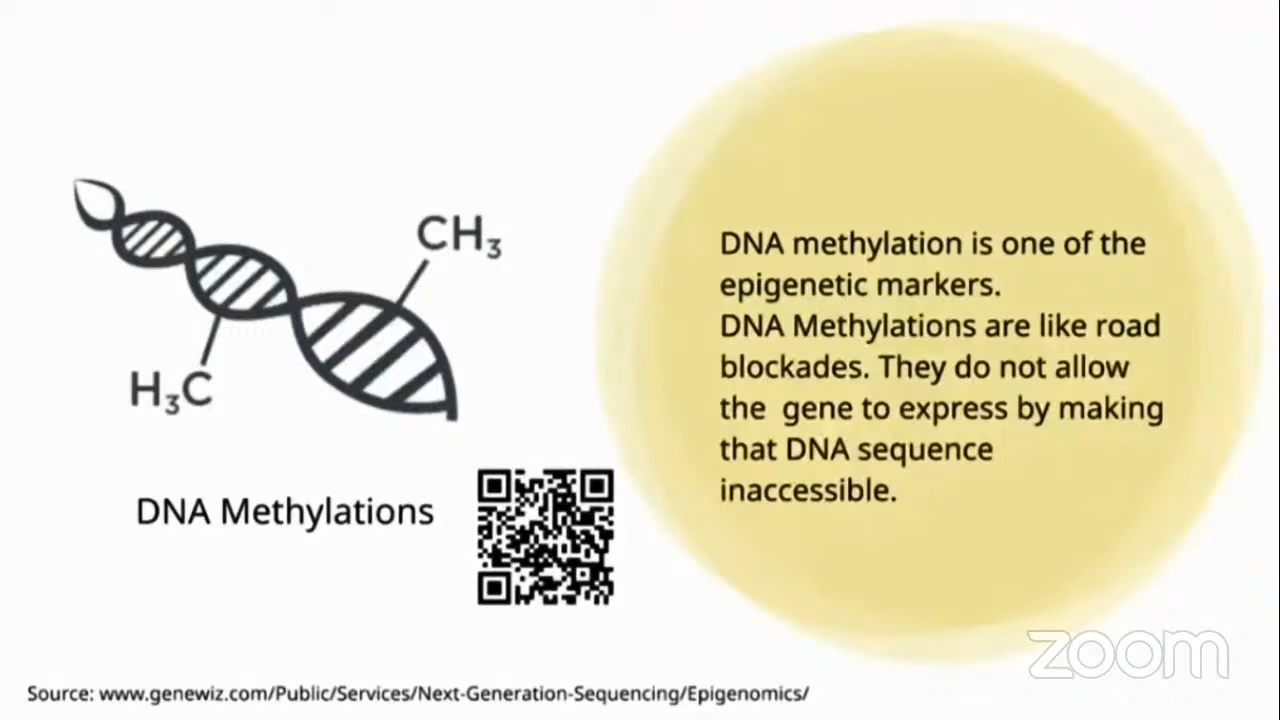 CH₃
H₃C
DNA Methylations
DNA methylation is one of the
epigenetic markers.
DNA Methylations are like road
blockades. They do not allow
the  gene to express by making
that DNA sequence
inaccessible.
zoom
Source: www.genewiz.com/Public/Services/Next-Generation-Sequencing/Epigenomics/